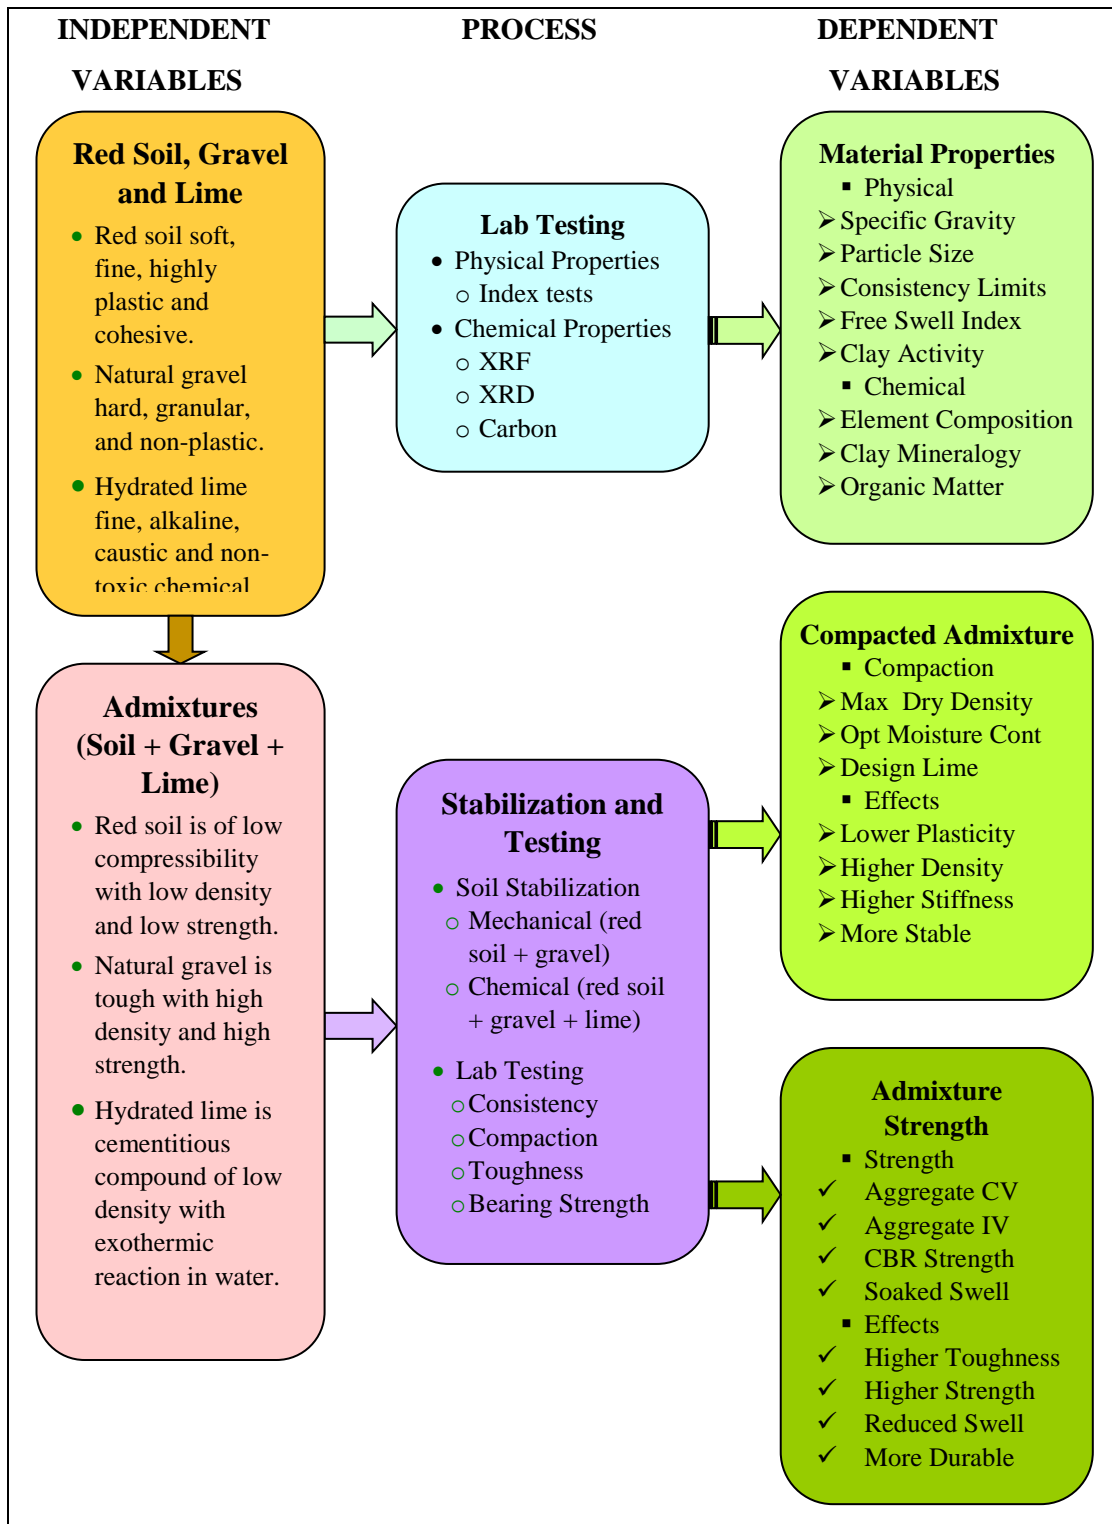 INDEPENDENT
VARIABLES
PROCESS
DEPENDENT
VARIABLES
Red Soil, Gravel
and Lime
• Red soil soft,
fine, highly
plastic and
cohesive.
• Natural gravel
hard, granular,
and non-plastic.
• Hydrated lime
fine, alkaline,
caustic and non-
toxic chemical
Lab Testing
• Physical Properties
o Index tests
• Chemical Properties
o XRF
o XRD
o Carbon
Material Properties
▪ Physical
➢ Specific Gravity
➢ Particle Size
➢ Consistency Limits
➢ Free Swell Index
➢ Clay Activity
▪ Chemical
➢ Element Composition
➢ Clay Mineralogy
➢ Organic Matter
Admixtures
(Soil + Gravel +
Lime)
• Red soil is of low
compressibility
with low density
and low strength.
• Natural gravel is
tough with high
density and high
strength.
• Hydrated lime is
cementitious
compound of low
density with
exothermic
reaction in water.
Stabilization and
Testing
• Soil Stabilization
o Mechanical (red
soil + gravel)
o Chemical (red soil
+ gravel + lime)
• Lab Testing
o Consistency
o Compaction
o Toughness
o Bearing Strength
Compacted Admixture
▪ Compaction
➢ Max Dry Density
➢ Opt Moisture Cont
➢ Design Lime
▪ Effects
➢ Lower Plasticity
➢ Higher Density
➢ Higher Stiffness
➢ More Stable
Admixture
Strength
▪ Strength
✓ Aggregate CV
✓ Aggregate IV
✓ CBR Strength
✓ Soaked Swell
▪ Effects
✓ Higher Toughness
✓ Higher Strength
✓ Reduced Swell
✓ More Durable